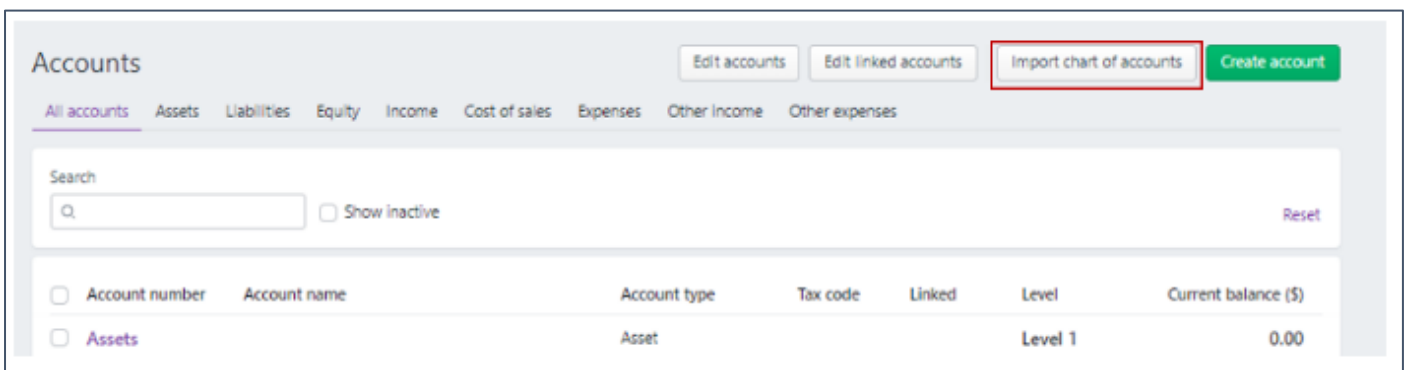 Accounts
Edit accounts Edit linked accounts Import chart of accounts Create account
All accounts Assets Liabilities Equity Income Cost of sales Expenses Other income Other expenses
Search
Show inactive Reset
Account number Account name Account type Tax code Linked Level Current balance ($)
Assets Asset Level 1 0.00